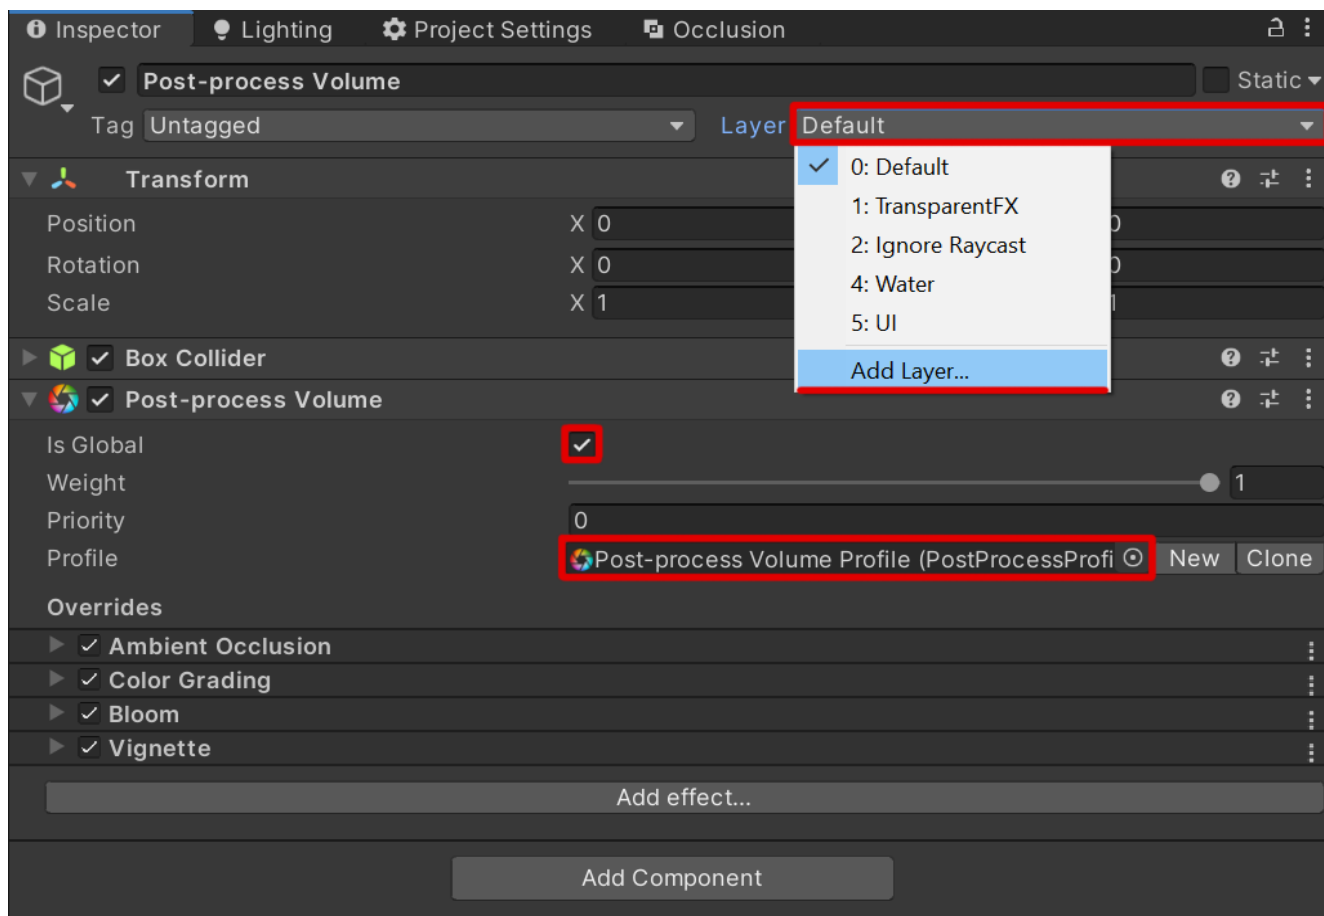 Inspector Lighting Project Settings Occlusion
Post-process Volume Static
Tag Untagged Layer Default
0: Default
Transform
1: TransparentFX
Position X 0 0
2: Ignore Raycast
Rotation X 0 0
4: Water
Scale X 1 1
5: UI
Box Collider
Add Layer...
Post-process Volume
Is Global
Weight 1
Priority 0
Profile Post-process Volume Profile (PostProcessProfi New Clone
Overrides
Ambient Occlusion
Color Grading
Bloom
Vignette
Add effect...
Add Component